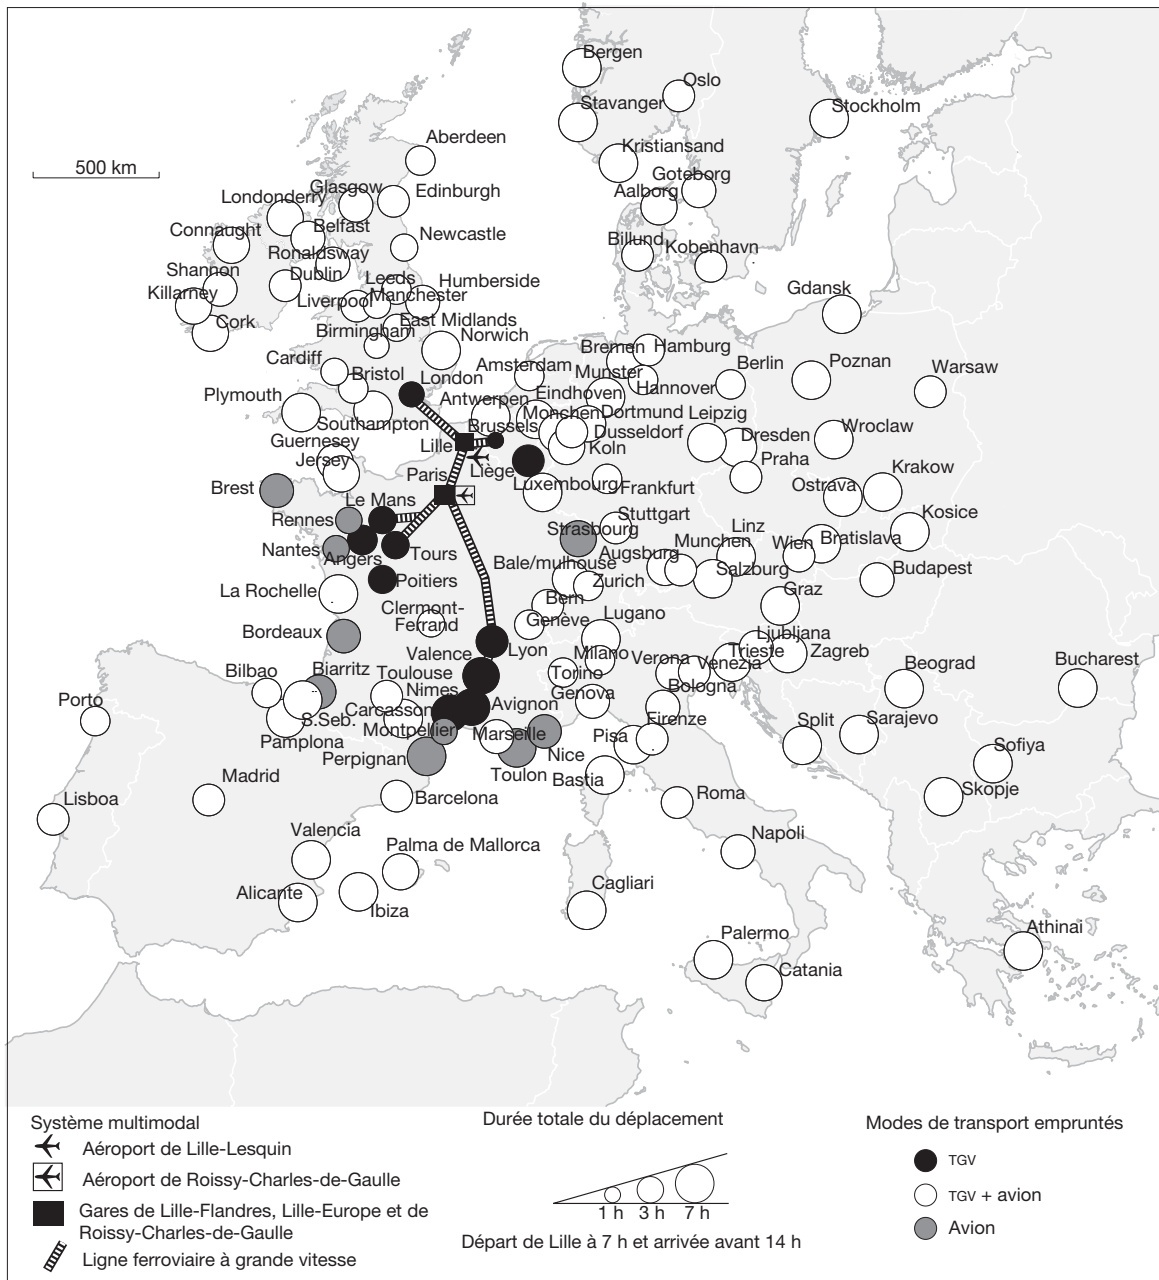 Bergen
Oslo
Stavanger
Stockholm
Aberdeen
Kristiansand
500 km
Goteborg
Glasgow
Edinburgh
Aalborg
Londonderry
Belfast
Connaught
Newcastle
Billund
Kobenhavn
Ronaldsway
Shannon
Dublin
Leeds
Humberside
Killarney
Liverpool
Manchester
Gdansk
Cork
Birmingham
East Midlands
Norwich
Bremen
Hamburg
Cardiff
Amsterdam
Munster
Berlin
Poznan
Warsaw
Bristol
London
Eindhoven
Hannover
Plymouth
Antwerpen
Monchen
Dortmund
Leipzig
Southampton
Brussels
Dusseldorf
Dresden
Wroclaw
Guernesey
Lille
Koln
Jersey
Liège
Praha
Krakow
Brest
Paris
Luxembourg
Frankfurt
Ostrava
Le Mans
Kosice
Rennes
Stuttgart
Strasbourg
Linz
Nantes
Tours
Augsburg
Munchen
Wien
Bratislava
Angers
Bale/mulhouse
Salzburg
Budapest
La Rochelle
Poitiers
Zurich
Graz
Clermont-
Ferrand
Bern
Lugano
Genève
Bordeaux
Lyon
Ljubljana
Valence
Milano
Verona
Trieste
Zagreb
Bilbao
Biarritz
Toulouse
Torino
Venezia
Beograd
Bucharest
Nimes
Genova
Bologna
Porto
Carcasson
Avignon
S.Seb.
Montpellier
Marseille
Firenze
Split
Sarajevo
Pamplona
Pisa
Perpignan
Nice
Sofiya
Toulon
Bastia
Madrid
Skopje
Lisboa
Barcelona
Roma
Valencia
Napoli
Palma de Mallorca
Alicante
Cagliari
Ibiza
Palermo
Athinai
Catania
Système multimodal
Aéroport de Lille-Lesquin
Aéroport de Roissy-Charles-de-Gaulle
Gares de Lille-Flandres, Lille-Europe et de
Roissy-Charles-de-Gaulle
Ligne ferroviaire à grande vitesse
Durée totale du déplacement
1 h 3 h 7 h
Départ de Lille à 7 h et arrivée avant 14 h
Modes de transport empruntés
TGV
TGV + avion
Avion